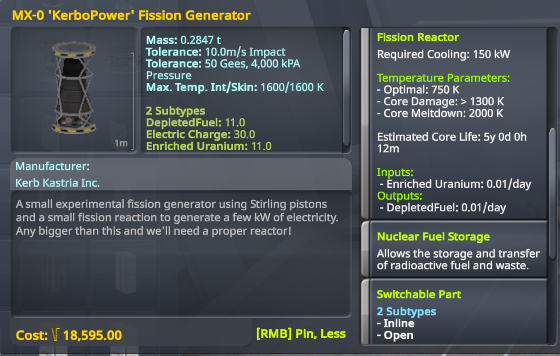 MX-0 'KerboPower' Fission Generator
Mass: 0.2847 t
Tolerance: 10.0m/s Impact
Tolerance: 50 Gees, 4,000 kPA
Pressure
Max. Temp. Int/Skin: 1600/1600 K
2 Subtypes
DepletedFuel: 11.0
Electric Charge: 30.0
Enriched Uranium: 11.0
1m
Manufacturer:
Kerb Kastria Inc.
A small experimental fission generator using Stirling pistons
and a small fission reaction to generate a few kW of electricity.
Any bigger than this and we'll need a proper reactor!
Cost: 18,595.00
[RMB] Pin, Less
Fission Reactor
Required Cooling: 150 kW
Temperature Parameters:
- Optimal: 750 K
- Core Damage: > 1300 K
- Core Meltdown: 2000 K
Estimated Core Life: 5y 0d 0h
12m
Inputs:
- Enriched Uranium: 0.01/day
Outputs:
- DepletedFuel: 0.01/day
Nuclear Fuel Storage
Allows the storage and transfer
of radioactive fuel and waste.
Switchable Part
2 Subtypes
- Inline
- Open